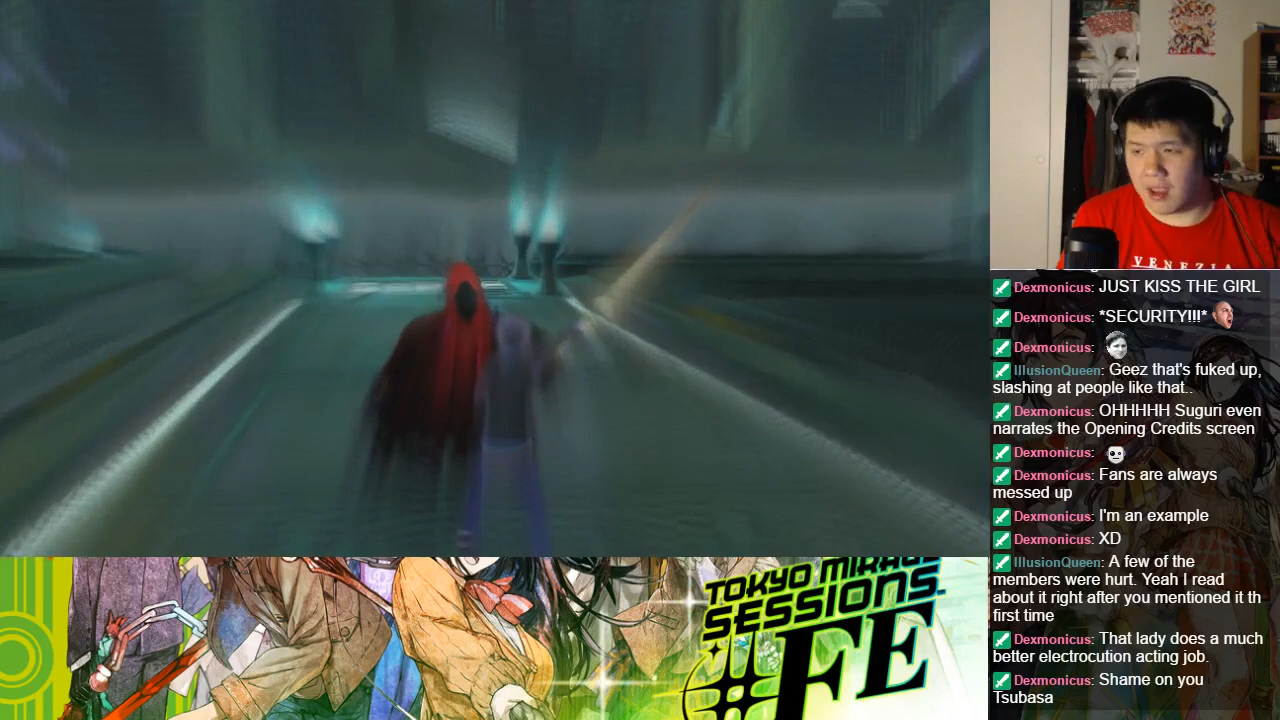 VENEZIA
Dexmonicus: JUST KISS THE GIRL
Dexmonicus: *SECURITY!!!*
Dexmonicus:
IllusionQueen: Geez that's fuked up,
slashing at people like that..
Dexmonicus: OHHHHH Suguri even
narrates the Opening Credits screen
Dexmonicus:
Dexmonicus: Fans are always
messed up
Dexmonicus: I'm an example
Dexmonicus: XD
IllusionQueen: A few of the
members were hurt. Yeah I read
about it right after you mentioned it th
first time
Dexmonicus: That lady does a much
better electrocution acting job.
Dexmonicus: Shame on you
Tsubasa
TOKYO MIRAGE
SESSIONS
#FE